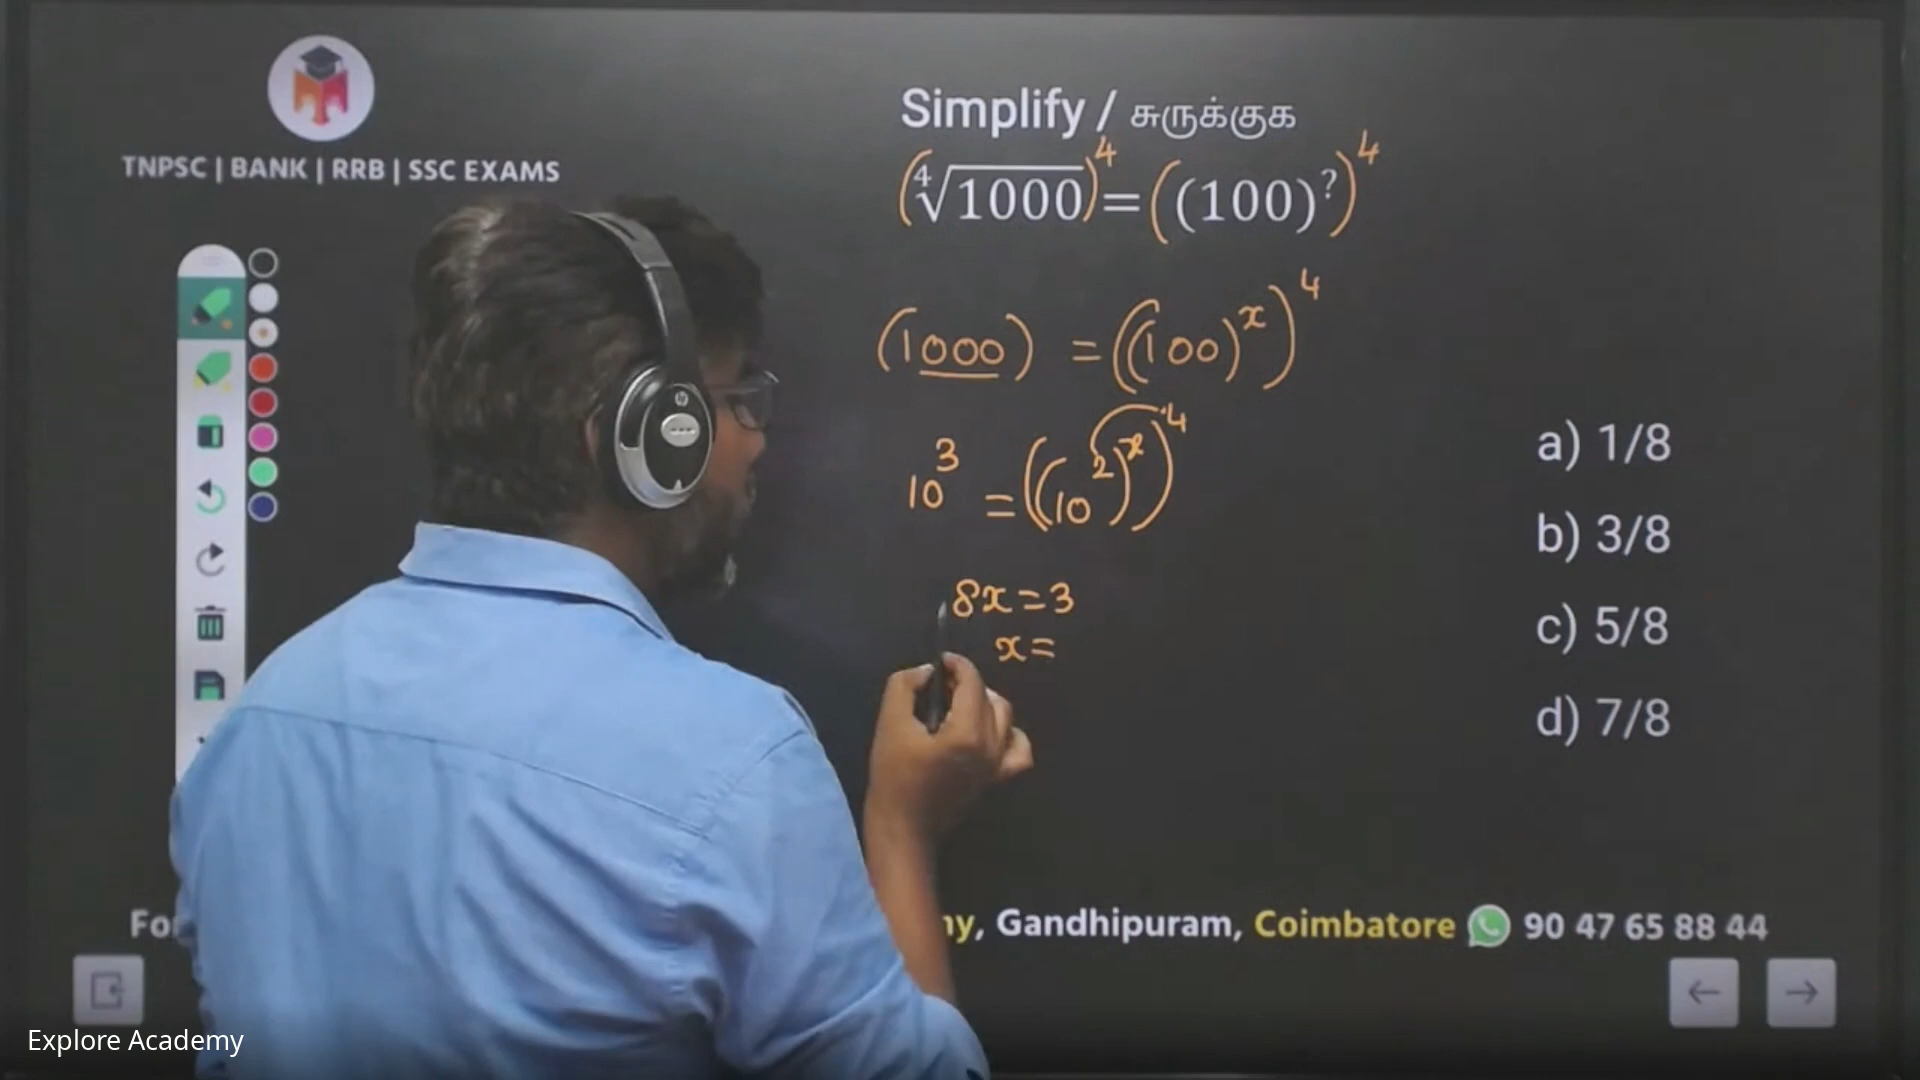 TNPSC | BANK | RRB | SSC EXAMS
Simplify / சுருக்குக
(⁴√1000)⁴=((100)^?)⁴
(1000) = ((100)^x)⁴
10³ = ((10²)^x)⁴
8x=3
x=
a) 1/8
b) 3/8
c) 5/8
d) 7/8
Gandhipuram, Coimbatore 90 47 65 88 44
Explore Academy